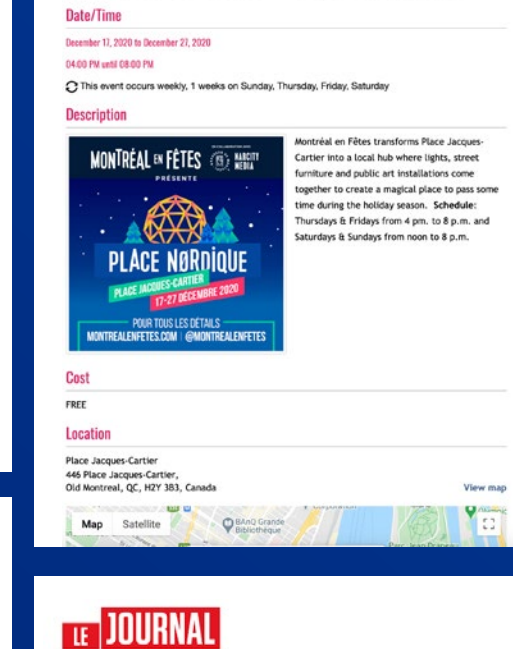 Date/Time
December 17, 2020 to December 27, 2020
04:00 PM until 08:00 PM
This event occurs weekly, 1 weeks on Sunday, Thursday, Friday, Saturday
Description
MONTRÉAL EN FÊTES
NARCITY
MEDIA
PRÉSENTE
PLACE NØRDIQUE
PLACE JACQUES-CARTIER
17-27 DÉCEMBRE 2020
POUR TOUS LES DÉTAILS
MONTREALENFETES.COM | @MONTREALENFETES
Montréal en Fêtes transforms Place Jacques-
Cartier into a local hub where lights, street
furniture and public art installations come
together to create a magical place to pass some
time during the holiday season. Schedule:
Thursdays & Fridays from 4 pm. to 8 p.m. and
Saturdays & Sundays from noon to 8 p.m.
Cost
FREE
Location
Place Jacques-Cartier
446 Place Jacques-Cartier,
Old Montreal, QC, H2Y 3B3, Canada
View map
Map Satellite
BAnQ Grande
Bibliothèque
LE JOURNAL